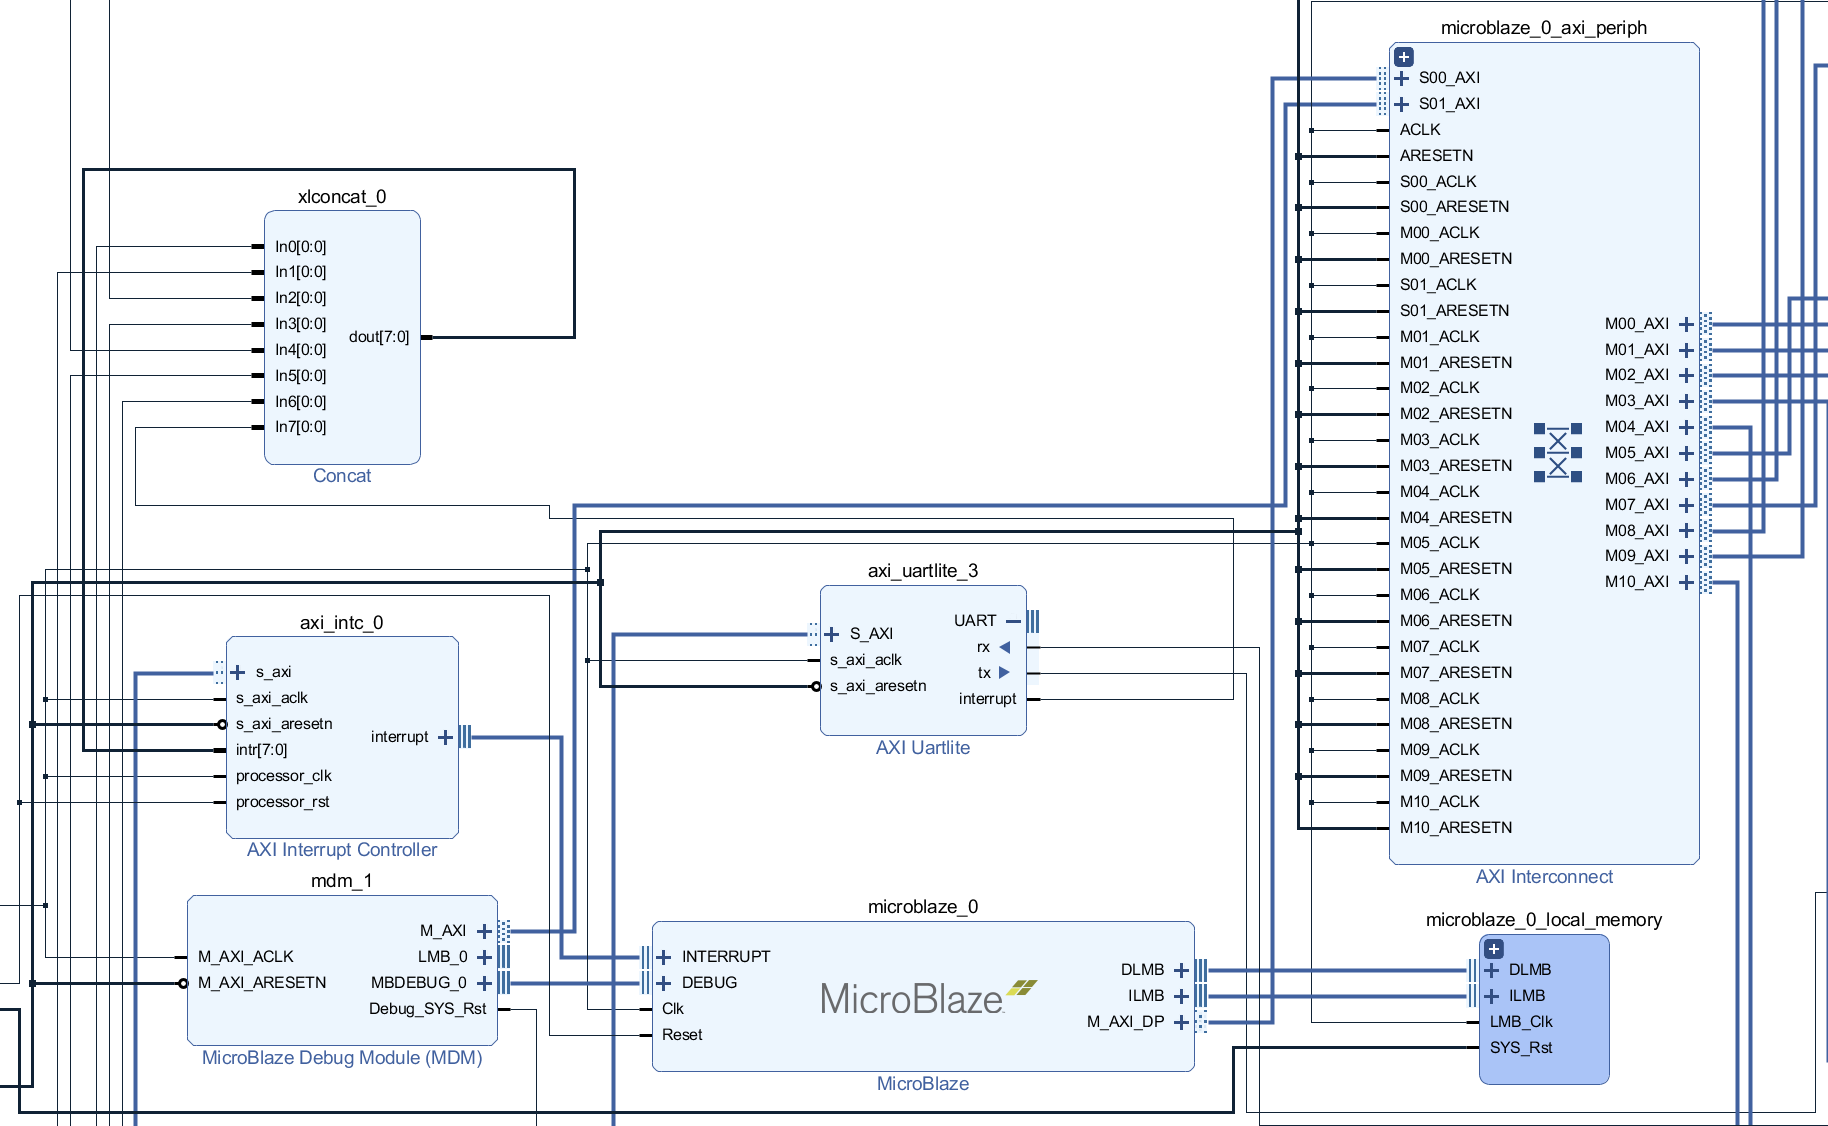 xlconcat_0
In0[0:0]
In1[0:0]
In2[0:0]
In3[0:0]
In4[0:0]
In5[0:0]
In6[0:0]
In7[0:0]
dout[7:0]
Concat
axi_intc_0
s_axi
s_axi_aclk
s_axi_aresetn
intr[7:0]
processor_clk
processor_rst
interrupt
AXI Interrupt Controller
mdm_1
M_AXI_ACLK
M_AXI_ARESETN
M_AXI
LMB_0
MBDEBUG_0
Debug_SYS_Rst
MicroBlaze Debug Module (MDM)
axi_uartlite_3
S_AXI
s_axi_aclk
s_axi_aresetn
UART
rx
tx
interrupt
AXI Uartlite
microblaze_0
INTERRUPT
DEBUG
Clk
Reset
MicroBlaze
DLMB
ILMB
M_AXI_DP
MicroBlaze
microblaze_0_axi_periph
S00_AXI
S01_AXI
ACLK
ARESETN
S00_ACLK
S00_ARESETN
M00_ACLK
M00_ARESETN
S01_ACLK
S01_ARESETN
M01_ACLK
M01_ARESETN
M02_ACLK
M02_ARESETN
M03_ACLK
M03_ARESETN
M04_ACLK
M04_ARESETN
M05_ACLK
M05_ARESETN
M06_ACLK
M06_ARESETN
M07_ACLK
M07_ARESETN
M08_ACLK
M08_ARESETN
M09_ACLK
M09_ARESETN
M10_ACLK
M10_ARESETN
M00_AXI
M01_AXI
M02_AXI
M03_AXI
M04_AXI
M05_AXI
M06_AXI
M07_AXI
M08_AXI
M09_AXI
M10_AXI
AXI Interconnect
microblaze_0_local_memory
DLMB
ILMB
LMB_Clk
SYS_Rst